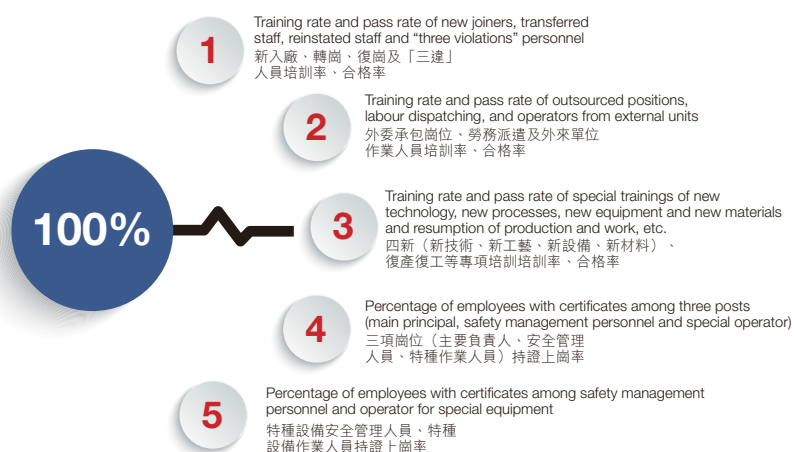 100%
1
Training rate and pass rate of new joiners, transferred
staff, reinstated staff and “three violations” personnel
新入廠、轉崗、復崗及「三違」
人員培訓率、合格率
2
Training rate and pass rate of outsourced positions,
labour dispatching, and operators from external units
外委承包崗位、勞務派遣及外來單位
作業人員培訓率、合格率
3
Training rate and pass rate of special trainings of new
technology, new processes, new equipment and new materials
and resumption of production and work, etc.
四新（新技術、新工藝、新設備、新材料）、
復產復工等專項培訓培訓率、合格率
4
Percentage of employees with certificates among three posts
(main principal, safety management personnel and special operator)
三項崗位（主要負責人、安全管理
人員、特種作業人員）持證上崗率
5
Percentage of employees with certificates among safety management
personnel and operator for special equipment
特種設備安全管理人員、特種
設備作業人員持證上崗率